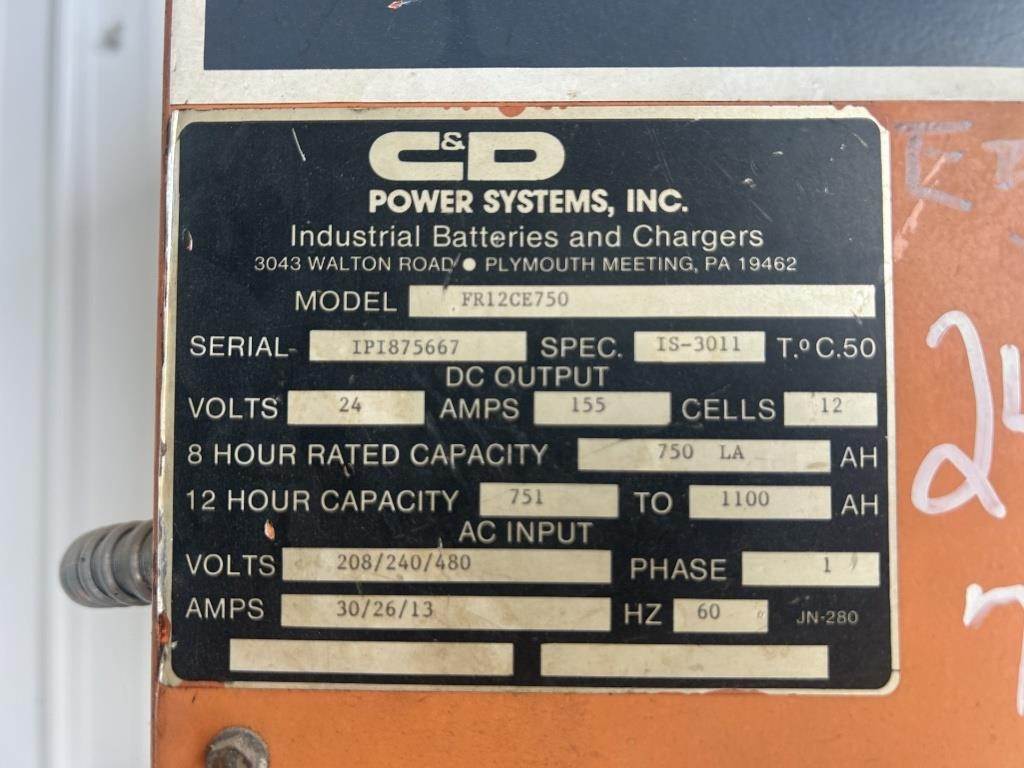 C&D
POWER SYSTEMS, INC.
Industrial Batteries and Chargers
3043 WALTON ROAD ● PLYMOUTH MEETING, PA 19462
MODEL FR12CE750
SERIAL- IPI875667 SPEC. IS-3011 T.º C.50
DC OUTPUT
VOLTS 24 AMPS 155 CELLS 12
8 HOUR RATED CAPACITY 750 LA AH
12 HOUR CAPACITY 751 TO 1100 AH
AC INPUT
VOLTS 208/240/480 PHASE 1
AMPS 30/26/13 HZ 60 JN-280